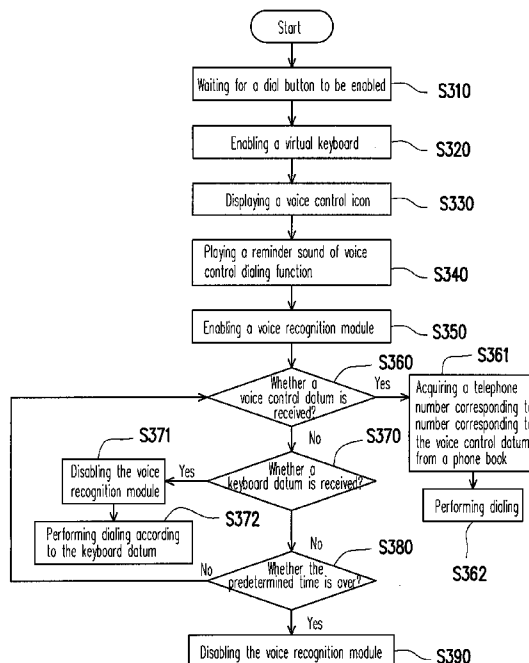 Start
Waiting for a dial button to be enabled
S310
Enabling a virtual keyboard
S320
Displaying a voice control icon
S330
Playing a reminder sound of voice
control dialing function
S340
Enabling a voice recognition module
S350
S360
Whether a
voice control datum is
received?
Yes
No
S361
Acquiring a telephone
number corresponding to
number corresponding to
the voice control datum
from a phone book
Performing dialing
S362
S370
Whether a
keyboard datum is received?
Yes
No
S371
Disabling the voice
recognition module
S372
Performing dialing according
to the keyboard datum
S380
Whether the
predetermined time is over?
No
Yes
Disabling the voice recognition module
S390